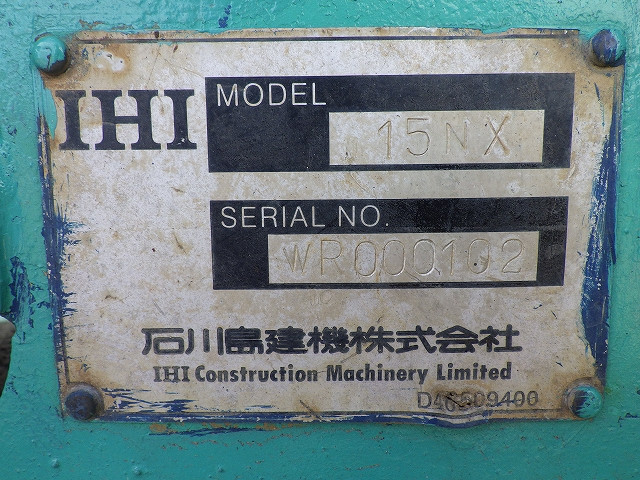 IHI
MODEL
15NX
SERIAL NO.
WR000102
石川島建機株式会社
IHI Construction Machinery Limited